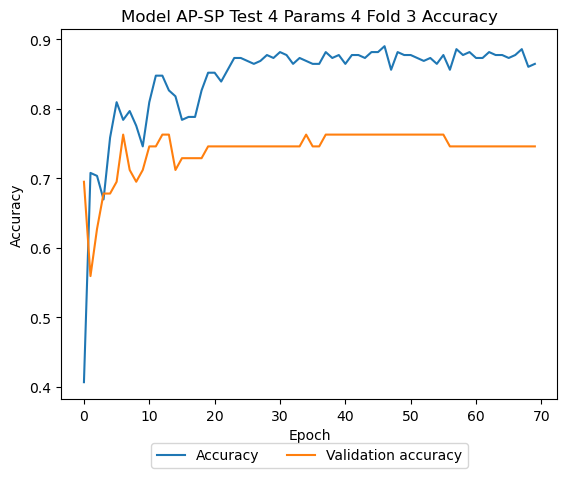 Model AP-SP Test 4 Params 4 Fold 3 Accuracy
0.9
0.8
0.7
0.6
0.5
0.4
Accuracy
0 10 20 30 40 50 60 70
Epoch
Accuracy Validation accuracy